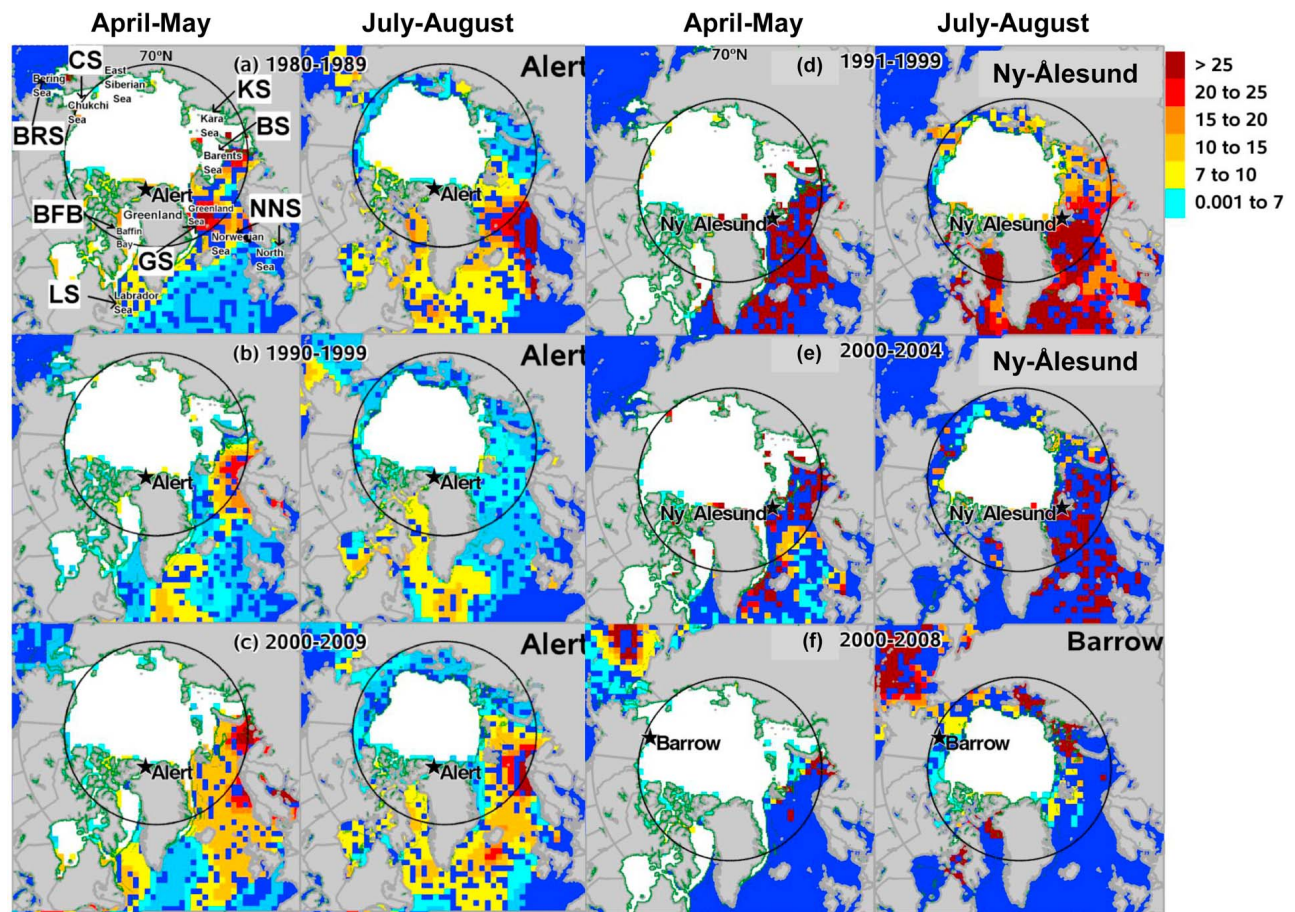 April-May
July-August
April-May
July-August
CS
East
Siberian
Sea
70°N
(a) 1980-1989
Alert
70°N
(d)
1991-1999
Ny-Ålesund
> 25
20 to 25
15 to 20
10 to 15
7 to 10
0.001 to 7
Bering
Sea
Chukchi
Sea
KS
Kara
Sea
BS
BRS
Barents
Sea
Alert
Greenland
BFB
Baffin
Bay
Greenland
Sea
NNS
Norwegian
Sea
North
Sea
GS
LS
Labrador
Sea
Alert
Ny Alesund
Ny Alesund
(b) 1990-1999
Alert
(e)
2000-2004
Ny-Ålesund
Alert
Alert
Ny Alesund
Ny Alesund
(c) 2000-2009
Alert
(f)
2000-2008
Barrow
Alert
Alert
Barrow
Barrow